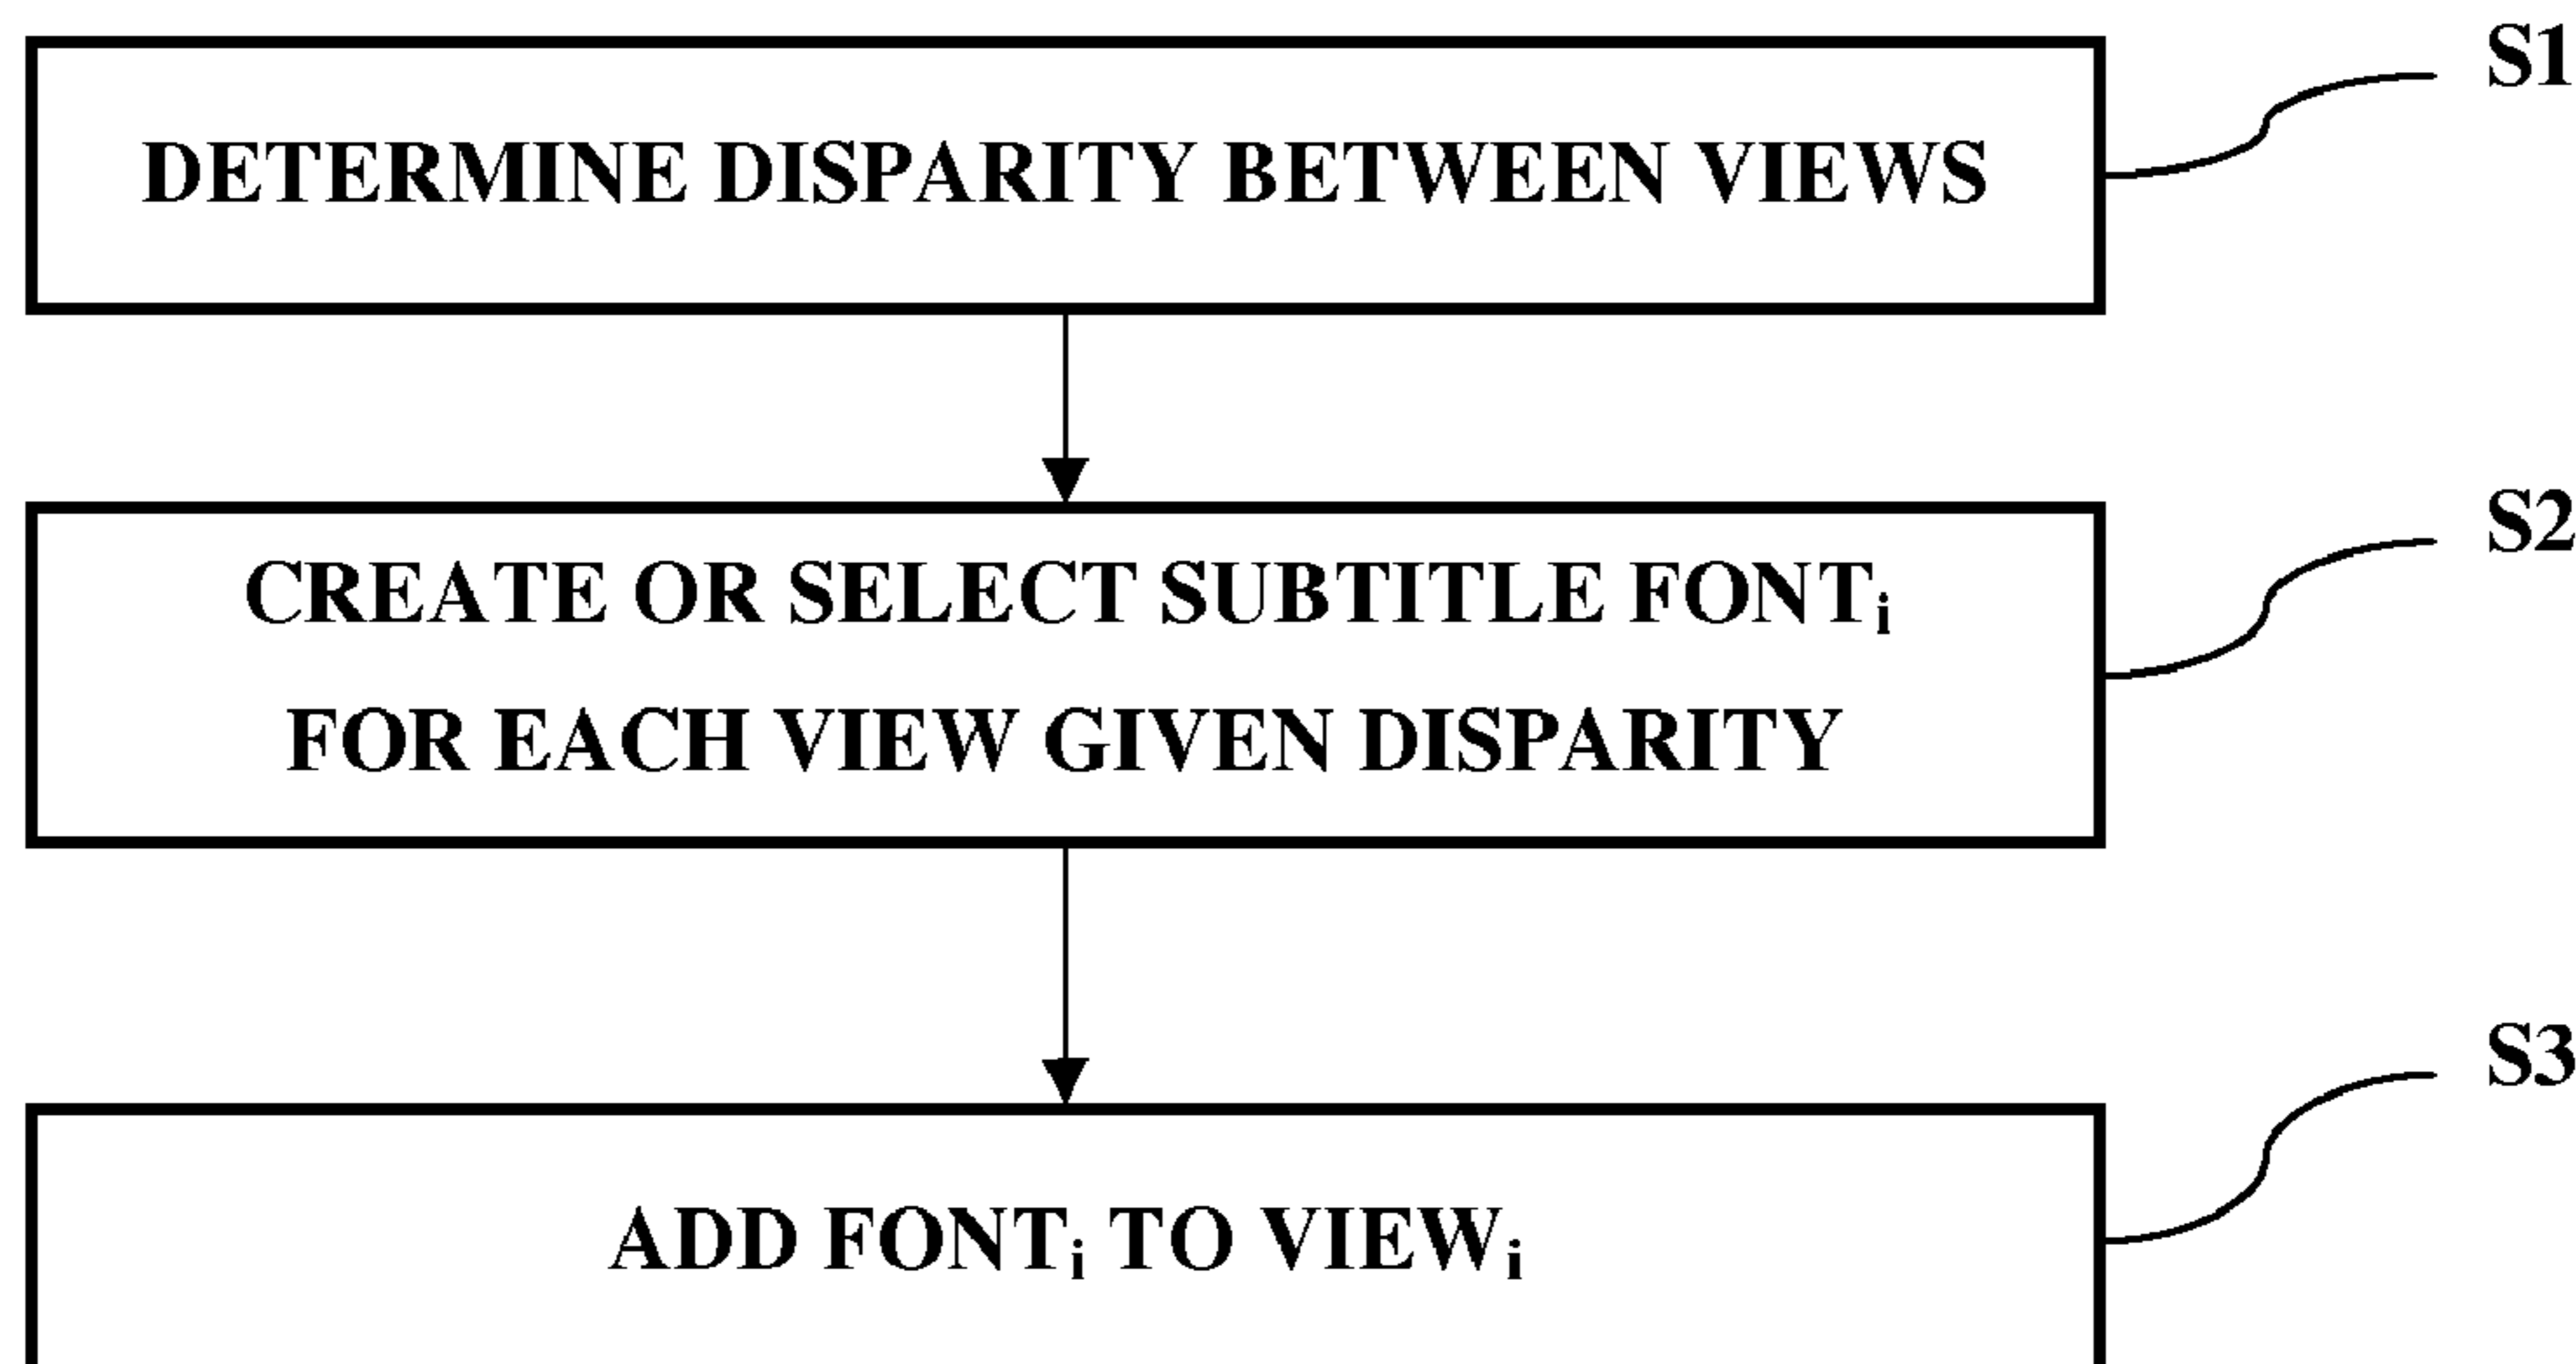 S1
DETERMINE DISPARITY BETWEEN VIEWS
S2
CREATE OR SELECT SUBTITLE FONTᵢ
FOR EACH VIEW GIVEN DISPARITY
S3
ADD FONTᵢ TO VIEWᵢ